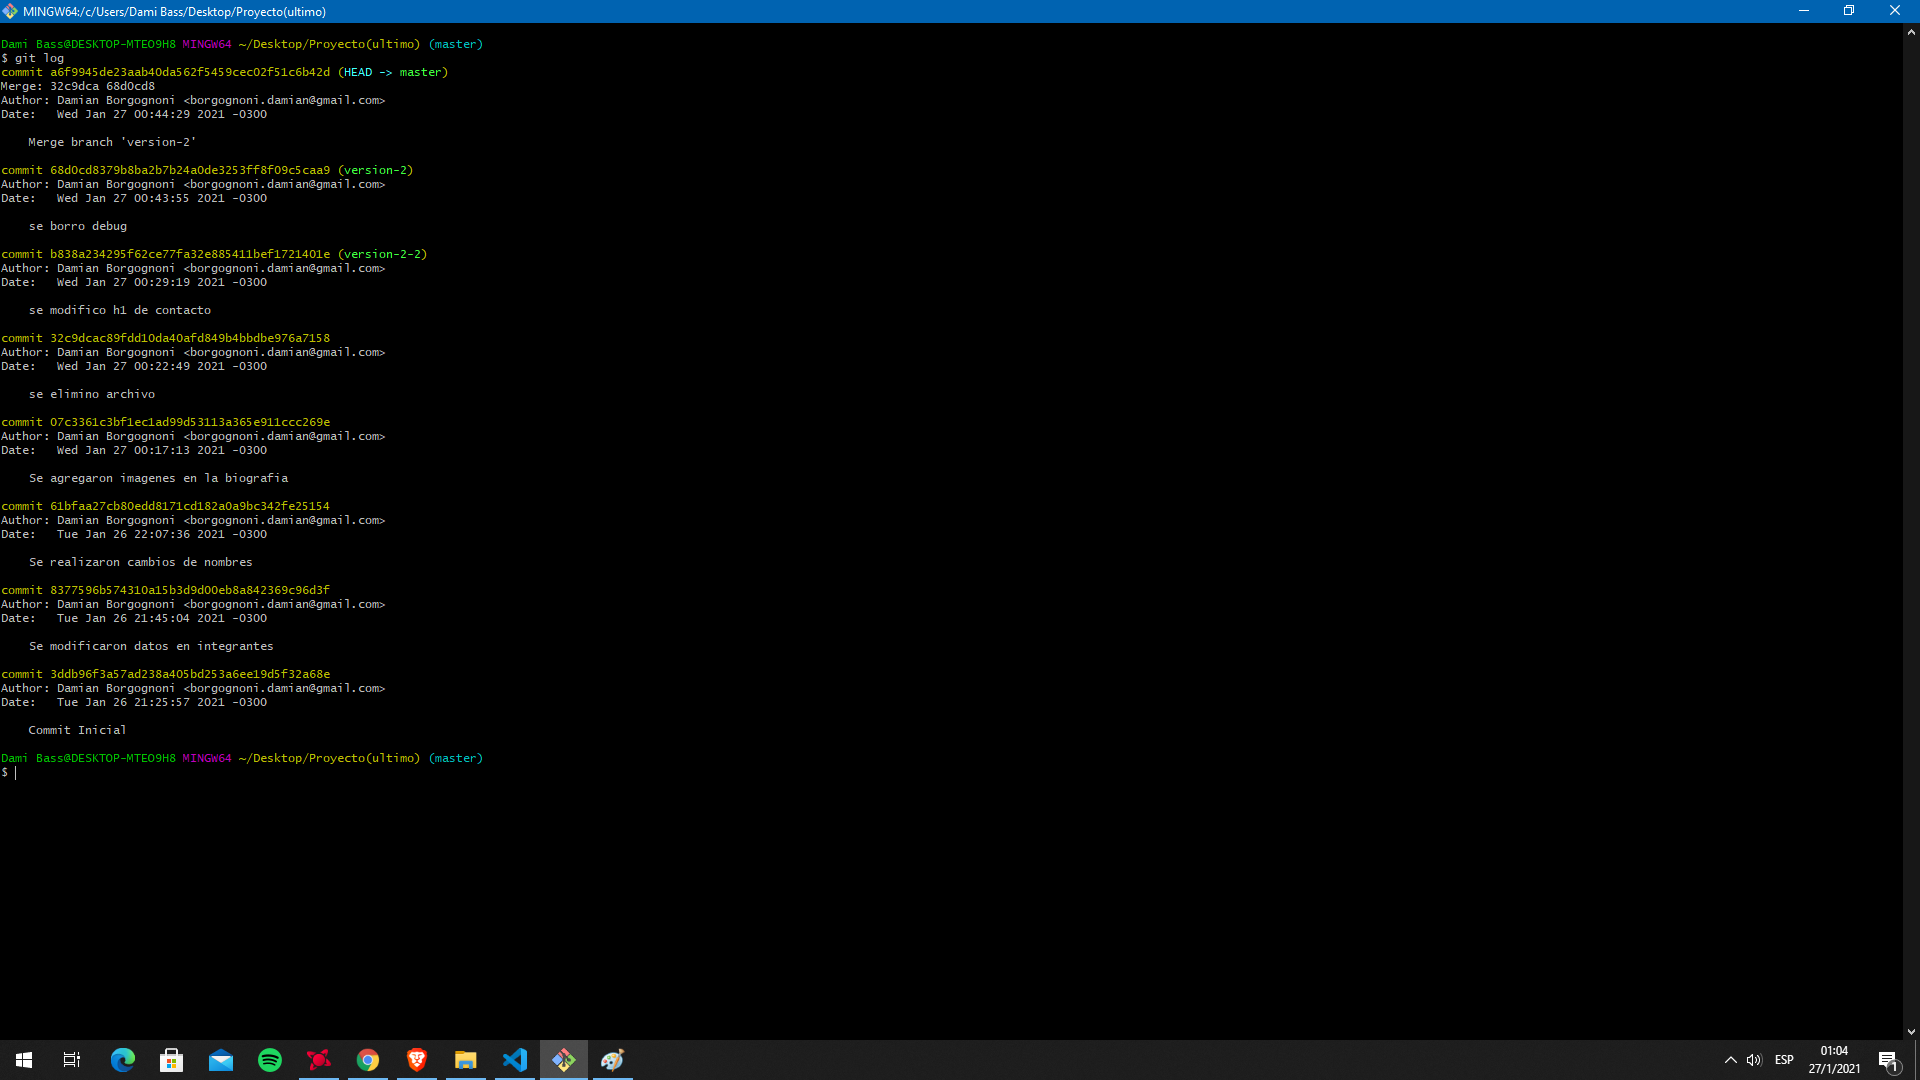 MINGW64:/c/Users/Dami Bass/Desktop/Proyecto(ultimo)
Dami Bass@DESKTOP-MTEO9H8 MINGW64 ~/Desktop/Proyecto(ultimo) (master)
$ git log
commit a6f9945de23aab40da562f5459cec02f51c6b42d (HEAD -> master)
Merge: 32c9dca 68d0cd8
Author: Damian Borgognoni <borgognoni.damian@gmail.com>
Date:   Wed Jan 27 00:44:29 2021 -0300
Merge branch 'version-2'
commit 68d0cd8379b8ba2b7b24a0de3253ff8f09c5caa9 (version-2)
Author: Damian Borgognoni <borgognoni.damian@gmail.com>
Date:   Wed Jan 27 00:43:55 2021 -0300
se borro debug
commit b838a234295f62ce77fa32e885411bef1721401e (version-2-2)
Author: Damian Borgognoni <borgognoni.damian@gmail.com>
Date:   Wed Jan 27 00:29:19 2021 -0300
se modifico h1 de contacto
commit 32c9dcac89fdd10da40afd849b4bbdbe976a7158
Author: Damian Borgognoni <borgognoni.damian@gmail.com>
Date:   Wed Jan 27 00:22:49 2021 -0300
se elimino archivo
commit 07c3361c3bf1ec1ad99d53113a365e911ccc269e
Author: Damian Borgognoni <borgognoni.damian@gmail.com>
Date:   Wed Jan 27 00:17:13 2021 -0300
Se agregaron imagenes en la biografia
commit 61bfaa27cb80edd8171cd182a0a9bc342fe25154
Author: Damian Borgognoni <borgognoni.damian@gmail.com>
Date:   Tue Jan 26 22:07:36 2021 -0300
Se realizaron cambios de nombres
commit 8377596b574310a15b3d9d00eb8a842369c96d3f
Author: Damian Borgognoni <borgognoni.damian@gmail.com>
Date:   Tue Jan 26 21:45:04 2021 -0300
Se modificaron datos en integrantes
commit 3ddb96f3a57ad238a405bd253a6ee19d5f32a68e
Author: Damian Borgognoni <borgognoni.damian@gmail.com>
Date:   Tue Jan 26 21:25:57 2021 -0300
Commit Inicial
Dami Bass@DESKTOP-MTEO9H8 MINGW64 ~/Desktop/Proyecto(ultimo) (master)
$
ESP
01:04
27/1/2021
1